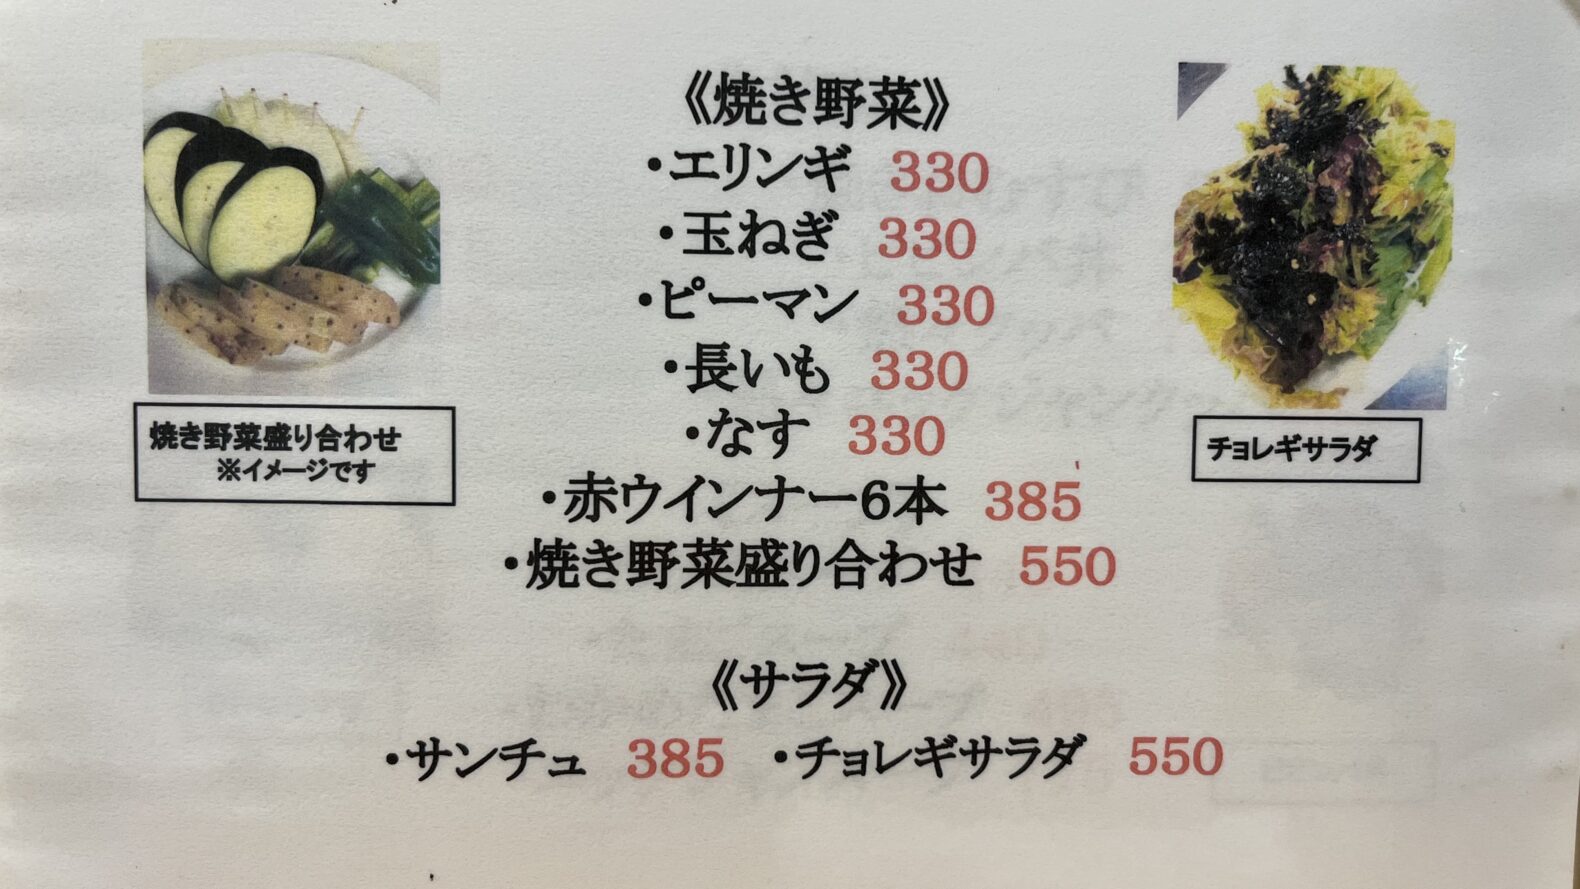 《焼き野菜》
・エリンギ 330
・玉ねぎ 330
・ピーマン 330
・長いも 330
・なす 330
・赤ウインナー6本 385
・焼き野菜盛り合わせ 550
焼き野菜盛り合わせ
※イメージです
チョレギサラダ
《サラダ》
・サンチュ 385 ・チョレギサラダ 550